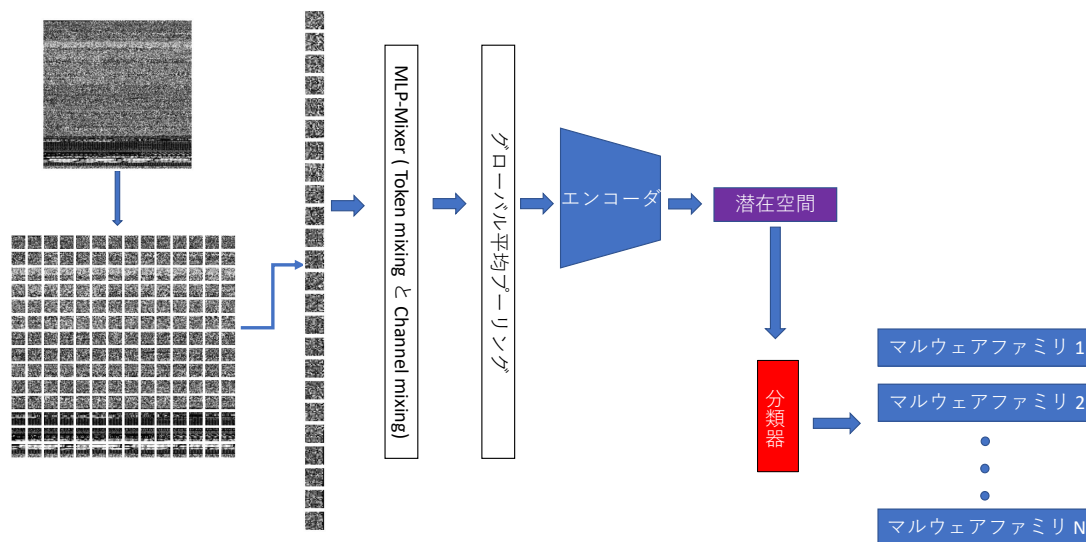 MLP-Mixer ( Token mixing と Channel mixing)
グローバル平均プーリング
エンコーダ
潜在空間
分類器
マルウェアファミリ 1
マルウェアファミリ 2
マルウェアファミリ N